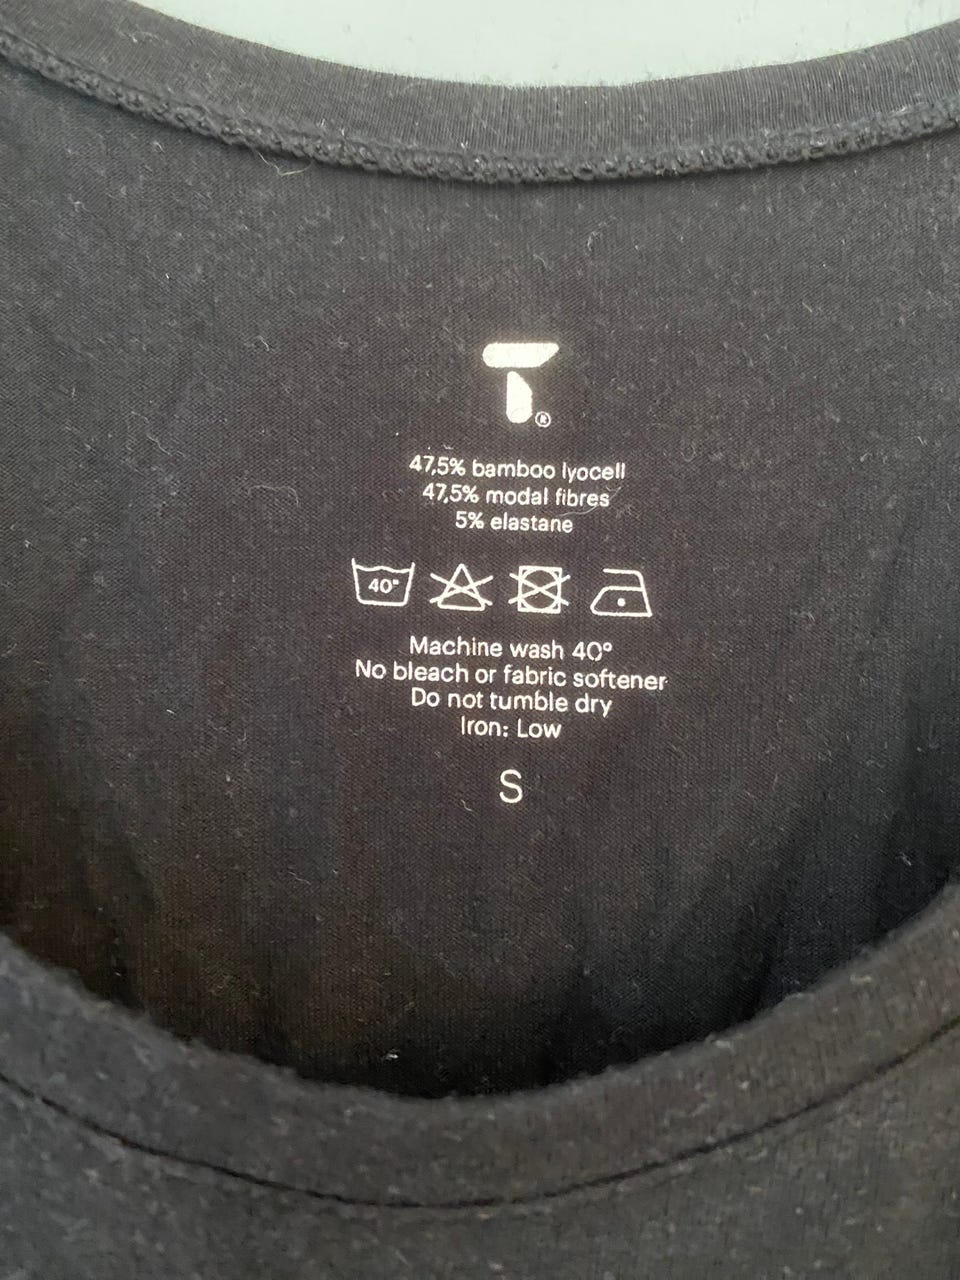 T®
47,5% bamboo lyocell
47,5% modal fibres
5% elastane
40°
Machine wash 40°
No bleach or fabric softener
Do not tumble dry
Iron: Low
S